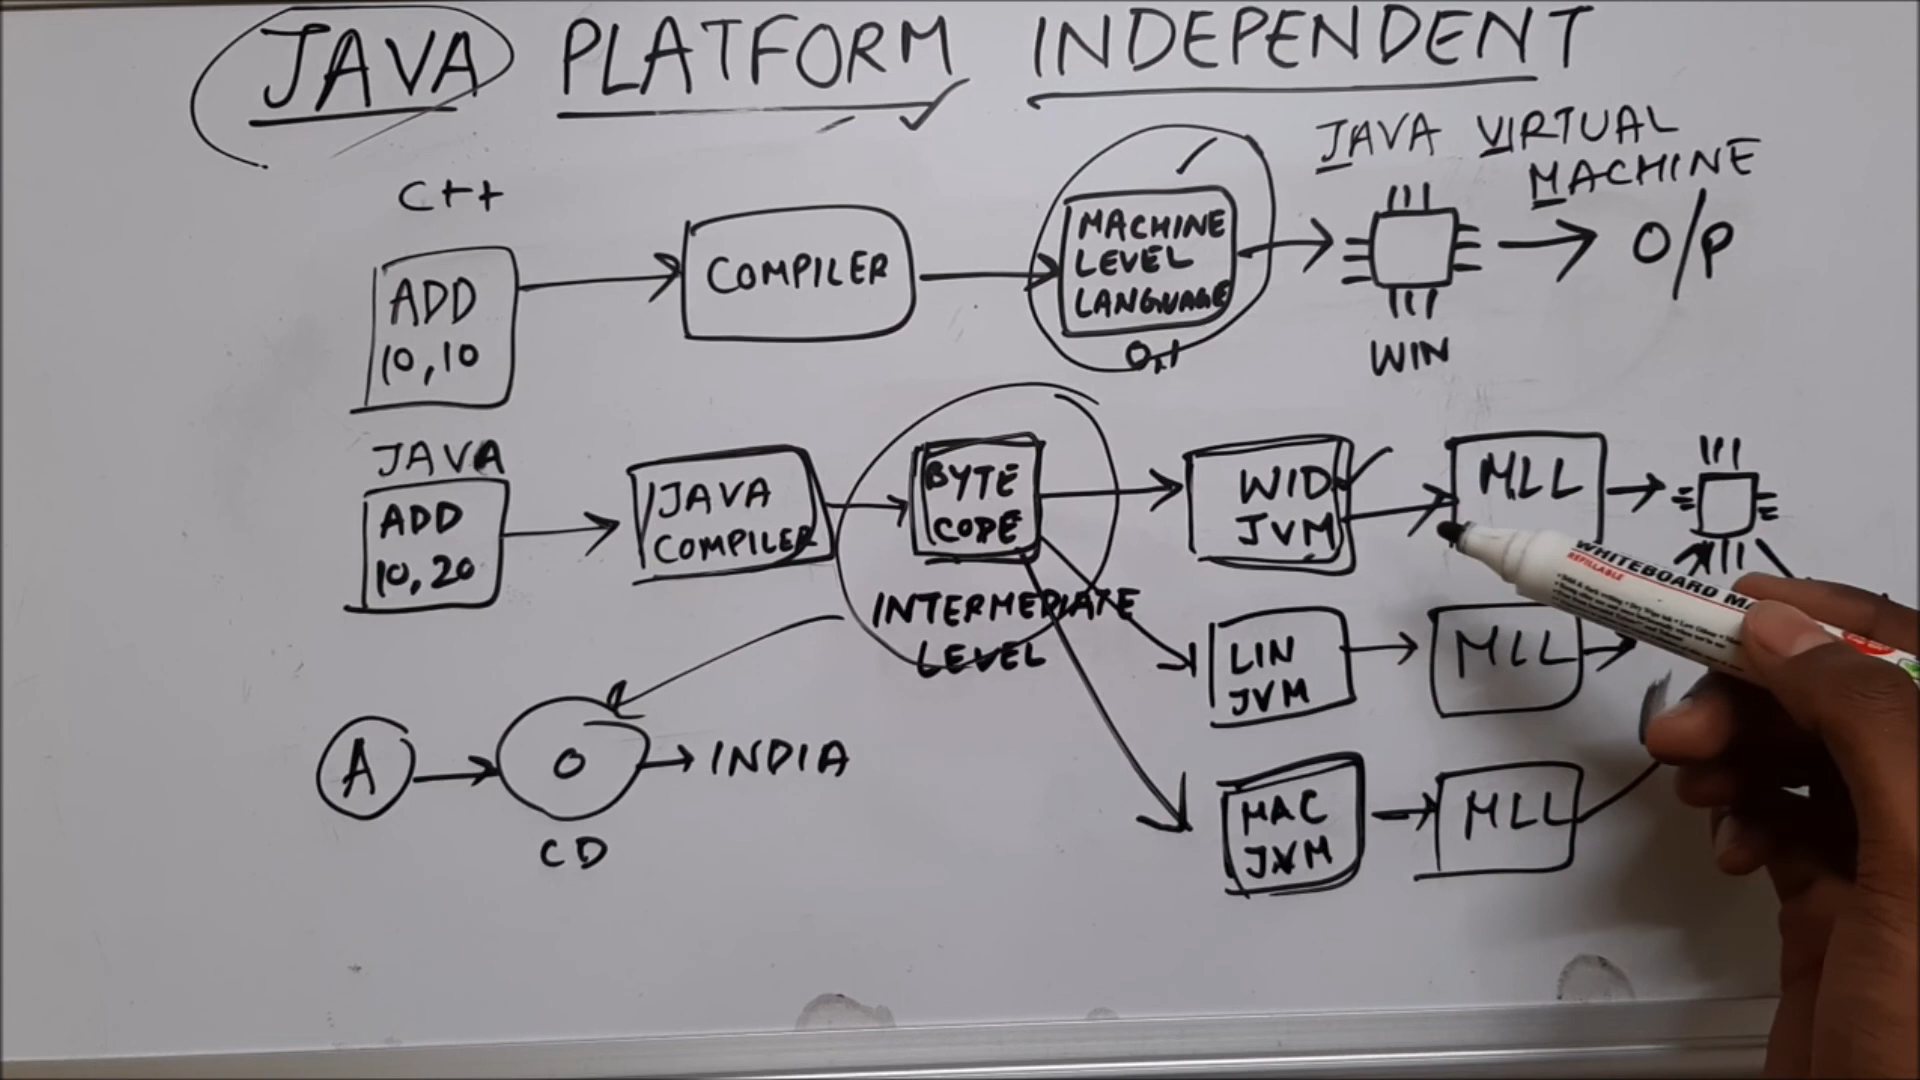 JAVA PLATFORM INDEPENDENT
JAVA VIRTUAL
MACHINE
C++
ADD
10,10
COMPILER
MACHINE
LEVEL
LANGUAGE
0,1
WIN
O/P
JAVA
ADD
10,20
JAVA
COMPILER
BYTE
CODE
INTERMEDIATE
LEVEL
WID
JVM
MLL
LIN
JVM
MLL
MAC
JVM
MLL
A
O
INDIA
CD
WHITEBOARD MA
REFILLABLE